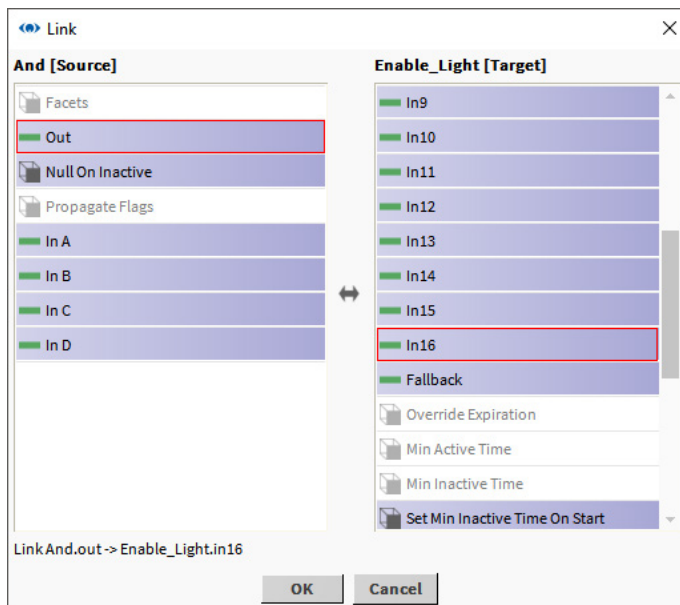 Link
And [Source]
Facets
Out
Null On Inactive
Propagate Flags
In A
In B
In C
In D
Enable_Light [Target]
In9
In10
In11
In12
In13
In14
In15
In16
Fallback
Override Expiration
Min Active Time
Min Inactive Time
Set Min Inactive Time On Start
Link And.out -> Enable_Light.in16
OK
Cancel